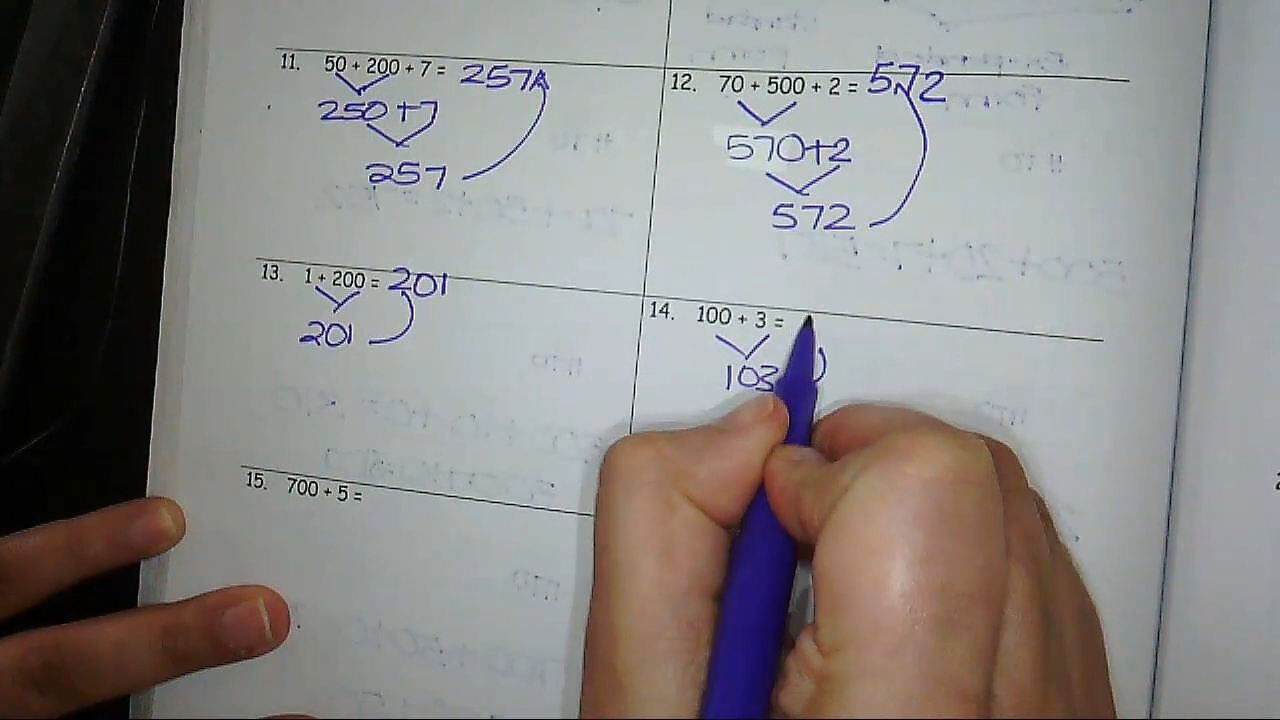 11. 50 + 200 + 7 = 257
250+7
257
12. 70 + 500 + 2 = 572
570+2
572
13. 1 + 200 = 201
201
14. 100 + 3 =
103
15. 700 + 5 =